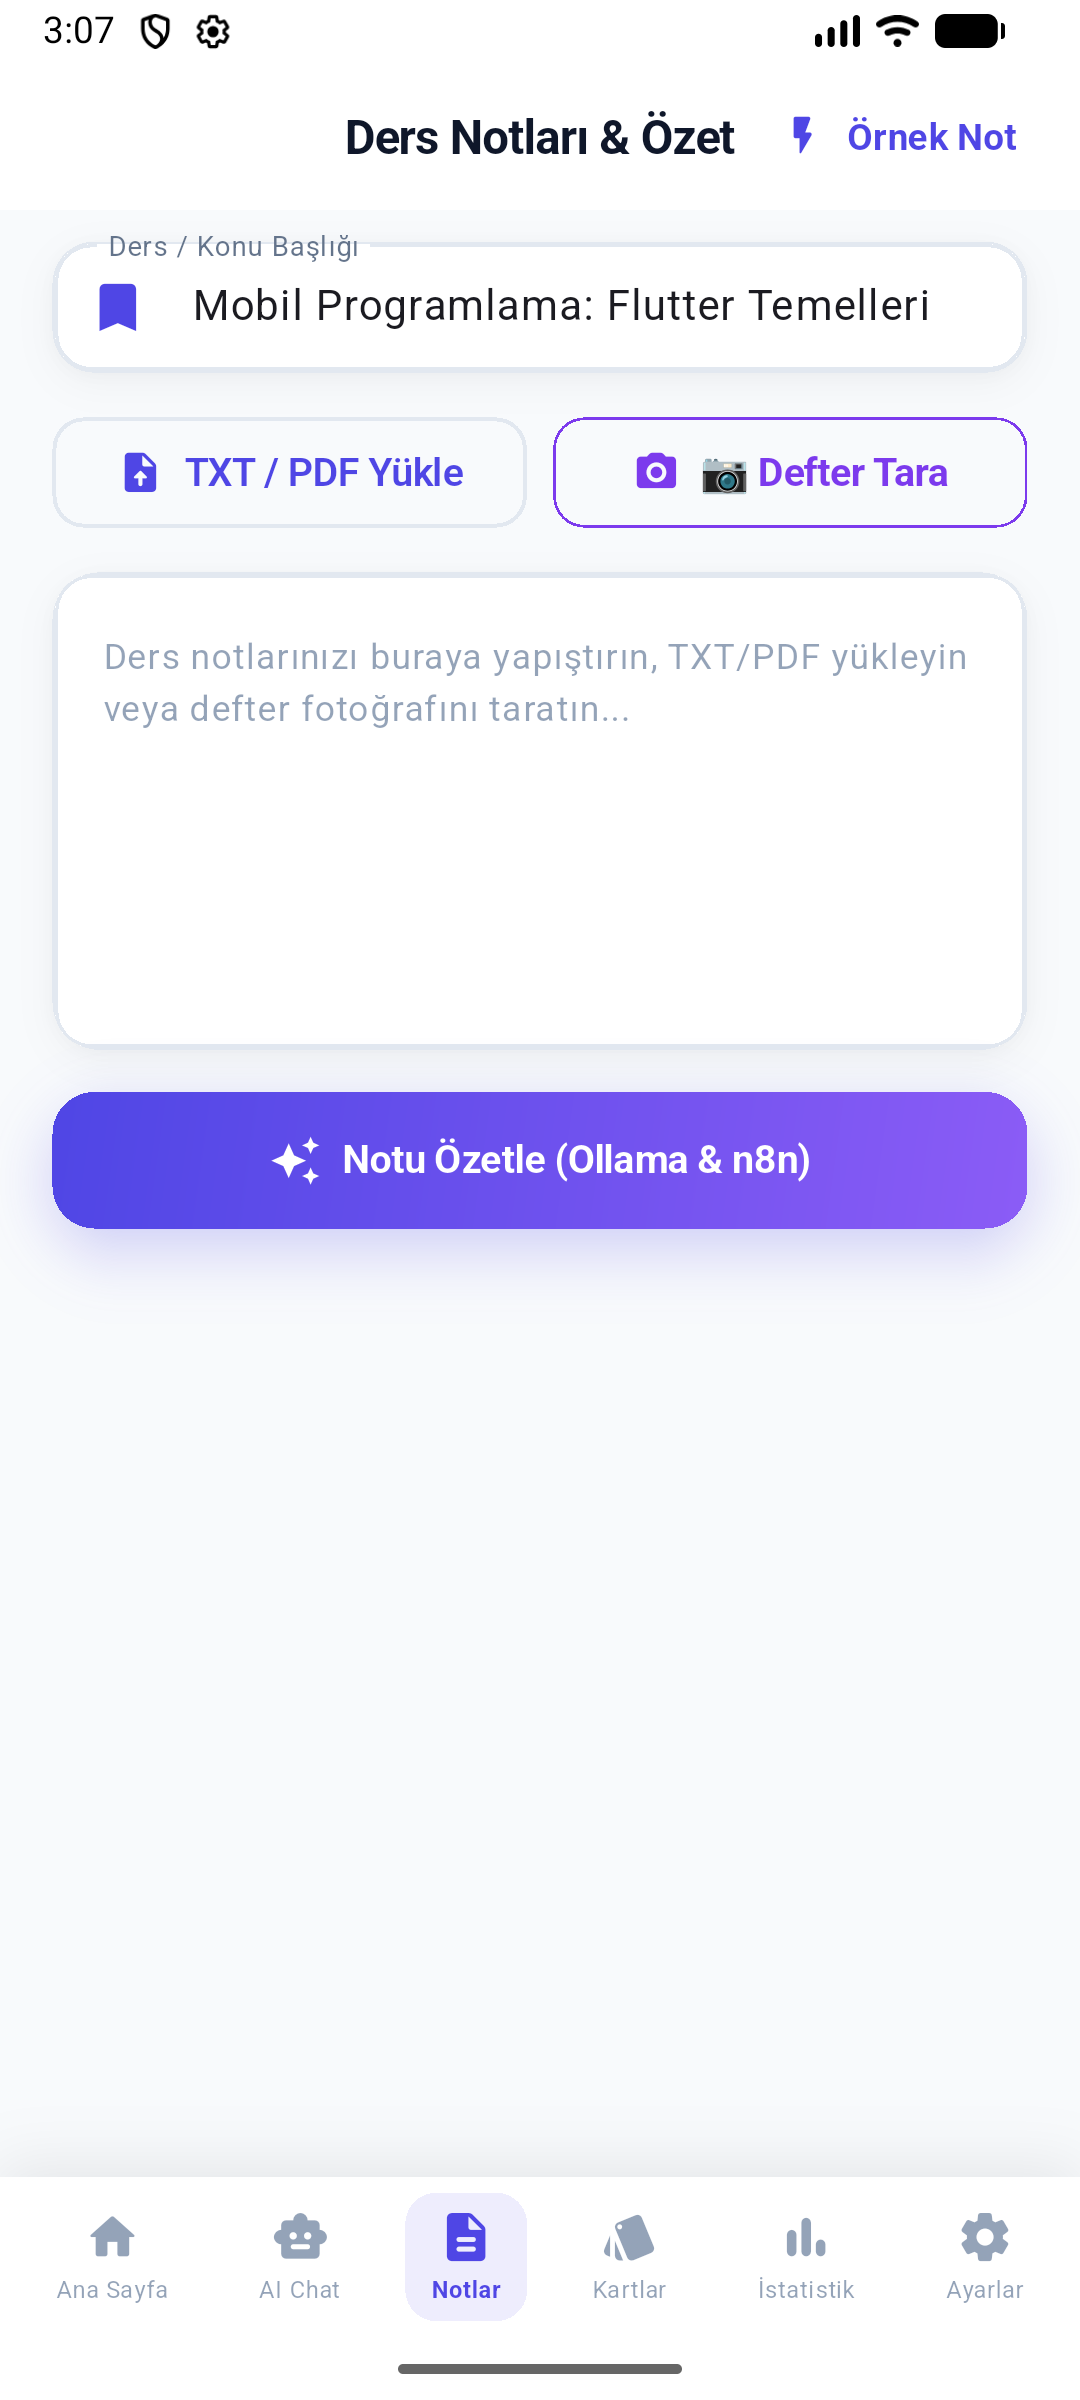 3:07
Ders Notları & Özet
Örnek Not
Ders / Konu Başlığı
Mobil Programlama: Flutter Temelleri
TXT / PDF Yükle
📷 Defter Tara
Ders notlarınızı buraya yapıştırın, TXT/PDF yükleyin
veya defter fotoğrafını taratın...
Notu Özetle (Ollama & n8n)
Ana Sayfa
AI Chat
Notlar
Kartlar
İstatistik
Ayarlar